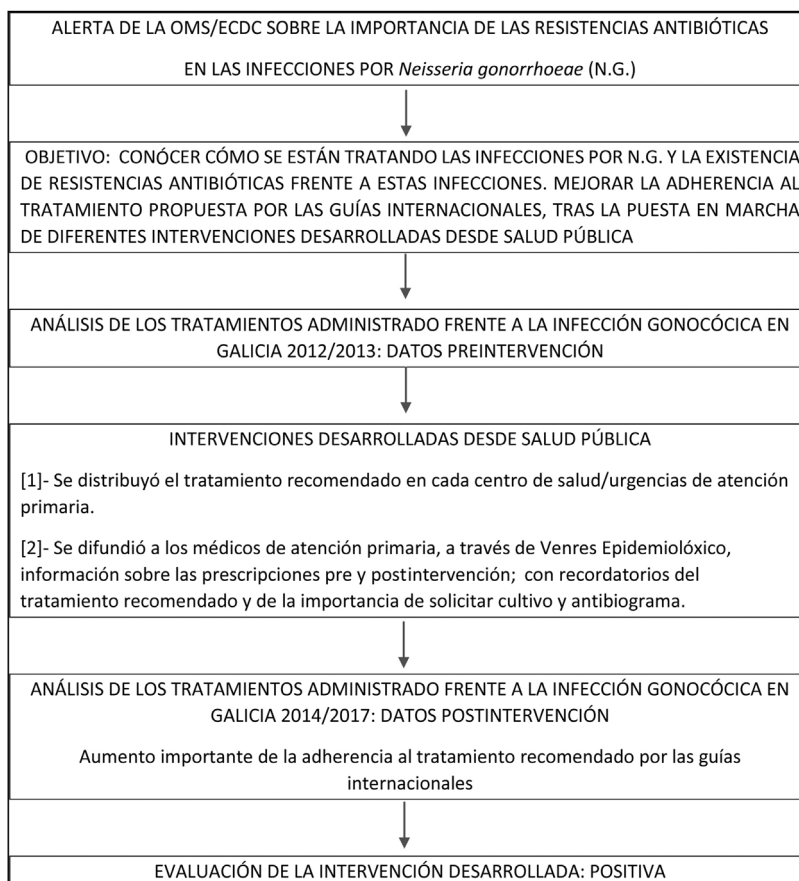 ALERTA DE LA OMS/ECDC SOBRE LA IMPORTANCIA DE LAS RESISTENCIAS ANTIBIÓTICAS
EN LAS INFECCIONES POR Neisseria gonorrhoeae (N.G.)
OBJETIVO: CONÓCER CÓMO SE ESTÁN TRATANDO LAS INFECCIONES POR N.G. Y LA EXISTENCIA
DE RESISTENCIAS ANTIBIÓTICAS FRENTE A ESTAS INFECCIONES. MEJORAR LA ADHERENCIA AL
TRATAMIENTO PROPUESTA POR LAS GUÍAS INTERNACIONALES, TRAS LA PUESTA EN MARCHA
DE DIFERENTES INTERVENCIONES DESARROLLADAS DESDE SALUD PÚBLICA
ANÁLISIS DE LOS TRATAMIENTOS ADMINISTRADO FRENTE A LA INFECCIÓN GONOCÓCICA EN
GALICIA 2012/2013: DATOS PREINTERVENCIÓN
INTERVENCIONES DESARROLLADAS DESDE SALUD PÚBLICA
[1]- Se distribuyó el tratamiento recomendado en cada centro de salud/urgencias de atención
primaria.
[2]- Se difundió a los médicos de atención primaria, a través de Venres Epidemiolóxico,
información sobre las prescripciones pre y postintervención; con recordatorios del
tratamiento recomendado y de la importancia de solicitar cultivo y antibiograma.
ANÁLISIS DE LOS TRATAMIENTOS ADMINISTRADO FRENTE A LA INFECCIÓN GONOCÓCICA EN
GALICIA 2014/2017: DATOS POSTINTERVENCIÓN
Aumento importante de la adherencia al tratamiento recomendado por las guías
internacionales
EVALUACIÓN DE LA INTERVENCIÓN DESARROLLADA: POSITIVA